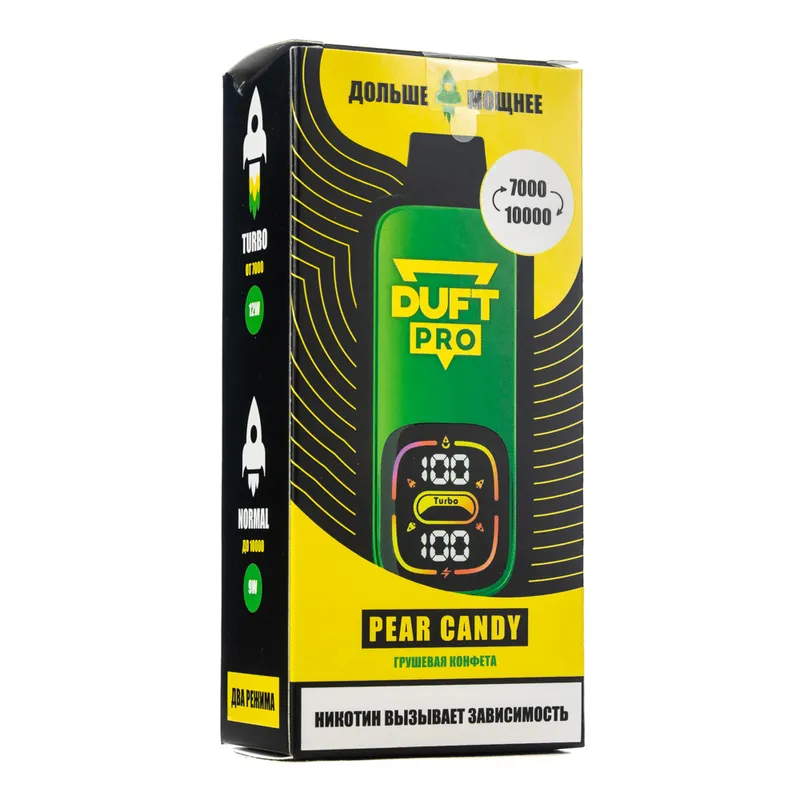 ДОЛЬШЕ МОЩНЕЕ
7000
10000
DUFT
PRO
100
Turbo
100
PEAR CANDY
ГРУШЕВАЯ КОНФЕТА
НИКОТИН ВЫЗЫВАЕТ ЗАВИСИМОСТЬ
TURBO
ОТ 7000
12W
NORMAL
ДО 10000
9W
ДВА РЕЖИМА